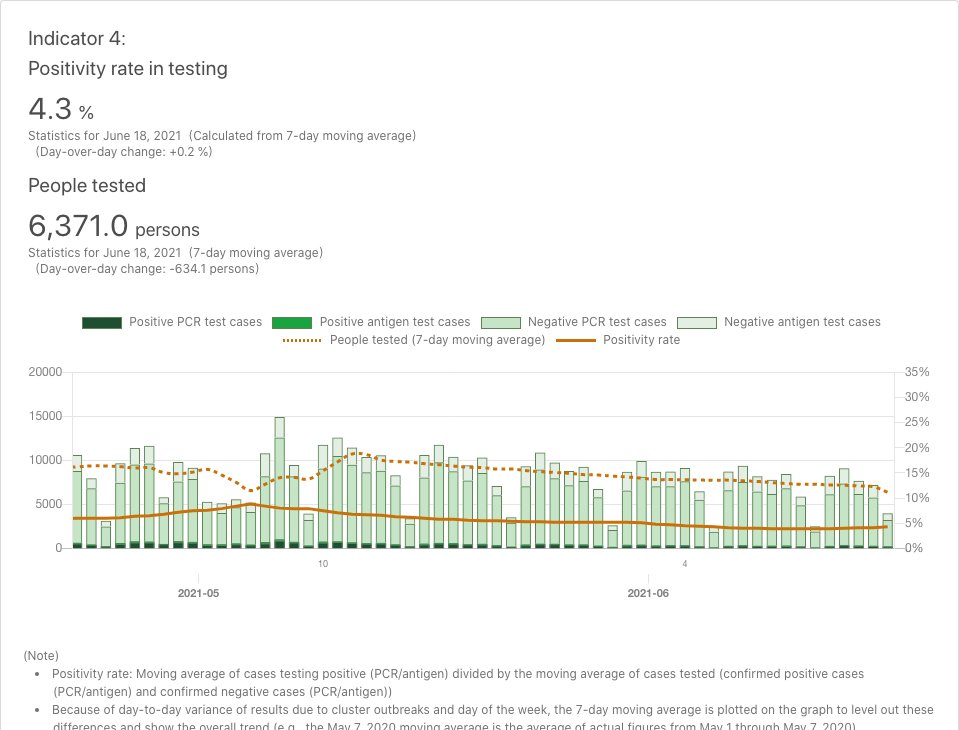 Indicator 4:
Positivity rate in testing
4.3 %
Statistics for June 18, 2021 (Calculated from 7-day moving average)
(Day-over-day change: +0.2 %)
People tested
6,371.0 persons
Statistics for June 18, 2021 (7-day moving average)
(Day-over-day change: -634.1 persons)
Positive PCR test cases Positive antigen test cases Negative PCR test cases Negative antigen test cases
People tested (7-day moving average) Positivity rate
20000 35%
30%
15000 25%
10000 20%
15%
5000 10%
5%
0 0%
10 4
2021-05 2021-06
(Note)
• Positivity rate: Moving average of cases testing positive (PCR/antigen) divided by the moving average of cases tested (confirmed positive cases
(PCR/antigen) and confirmed negative cases (PCR/antigen))
• Because of day-to-day variance of results due to cluster outbreaks and day of the week, the 7-day moving average is plotted on the graph to level out these
differences and show the overall trend (e.g., the May 7, 2020 moving average is the average of actual figures from May 1 through May 7, 2020)